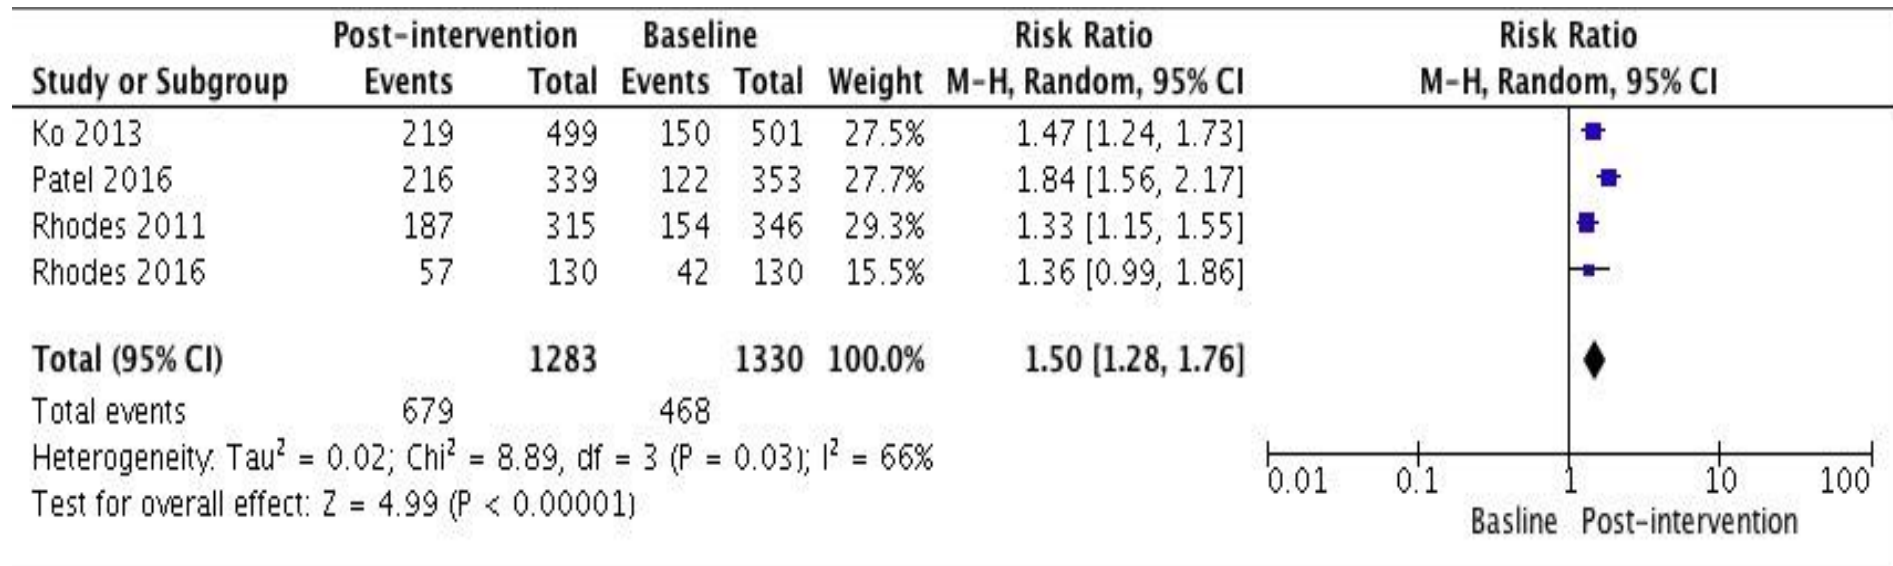 Post-intervention Baseline Risk Ratio Risk Ratio
Study or Subgroup Events Total Events Total Weight M-H, Random, 95% CI M-H, Random, 95% CI
Ko 2013 219 499 150 501 27.5% 1.47 [1.24, 1.73]
Patel 2016 216 339 122 353 27.7% 1.84 [1.56, 2.17]
Rhodes 2011 187 315 154 346 29.3% 1.33 [1.15, 1.55]
Rhodes 2016 57 130 42 130 15.5% 1.36 [0.99, 1.86]
Total (95% CI) 1283 1330 100.0% 1.50 [1.28, 1.76]
Total events 679 468
Heterogeneity: Tau² = 0.02; Chi² = 8.89, df = 3 (P = 0.03); I² = 66%
Test for overall effect: Z = 4.99 (P < 0.00001)
0.01 0.1 1 10 100
Basline Post-intervention